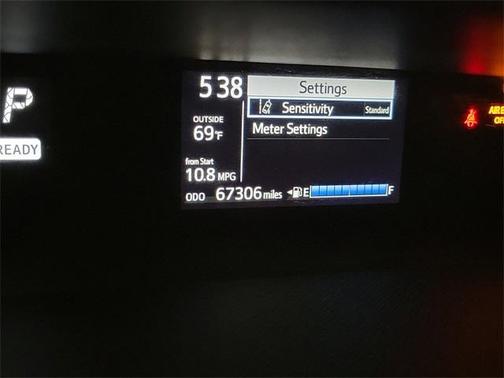 P
READY
5:38
OUTSIDE
69°F
from Start
10.8 MPG
ODO 67306 miles
Settings
Sensitivity Standard
Meter Settings
E F